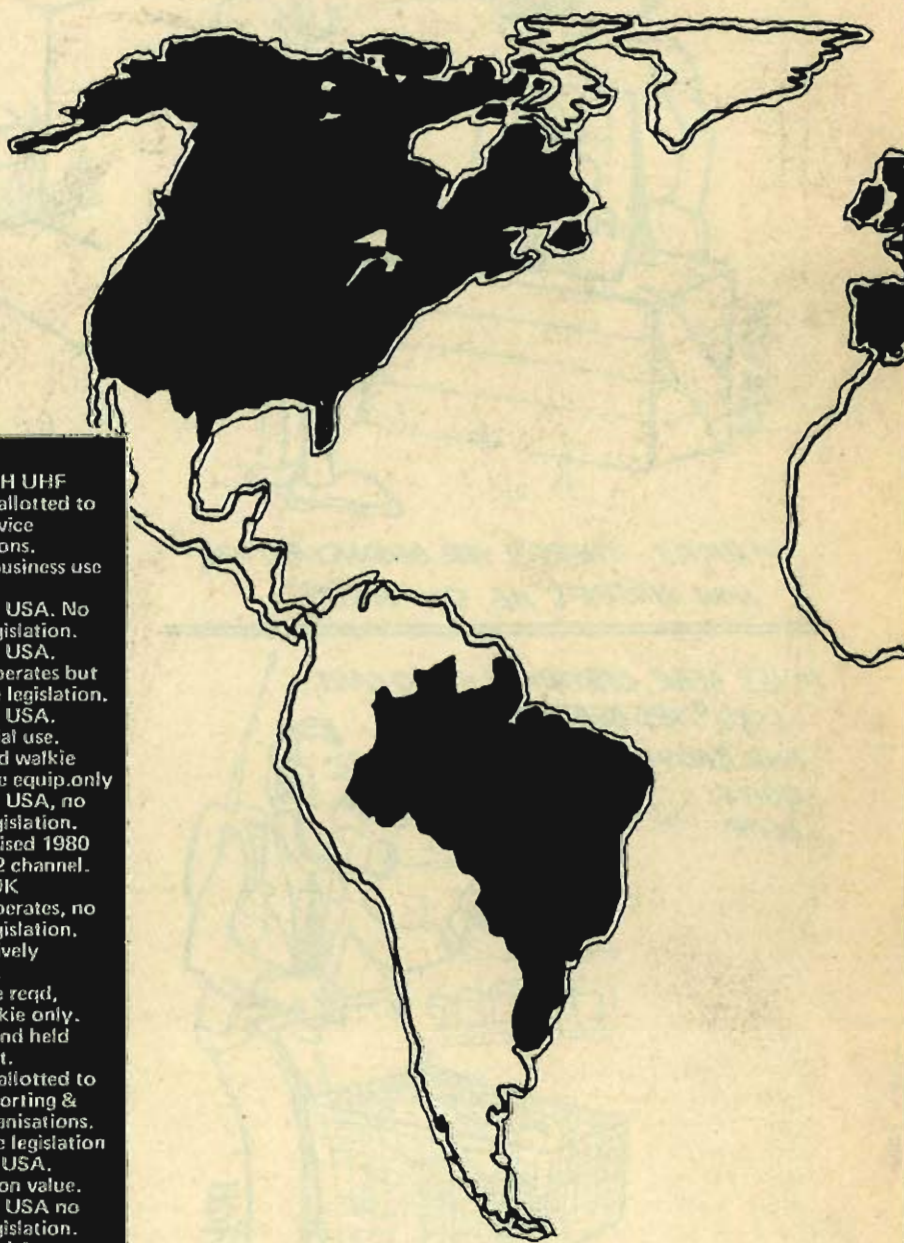 H UHF
allotted to
vice
ons.
business use
USA. No
gislation.
USA.
perates but
e legislation.
USA.
al use.
d walkie
c equip.only
USA, no
gislation.
ised 1980
2 channel.
UK
perates, no
gislation.
vely
e reqd,
kie only.
and held
t.
allotted to
orting &
anisations.
c legislation
USA.
on value.
USA no
gislation.